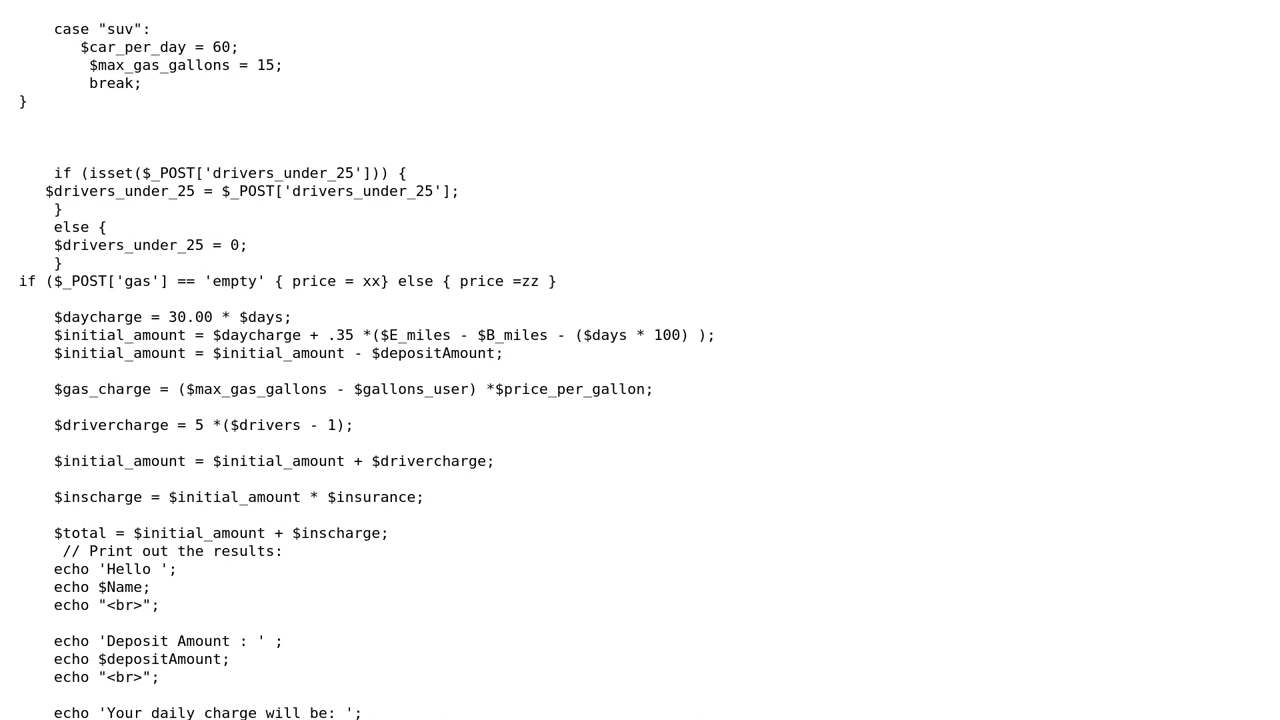 case "suv":
$car_per_day = 60;
$max_gas_gallons = 15;
break;
}
if (isset($_POST['drivers_under_25'])) {
$drivers_under_25 = $_POST['drivers_under_25'];
}
else {
$drivers_under_25 = 0;
}
if ($_POST['gas'] == 'empty' { price = xx} else { price =zz }
$daycharge = 30.00 * $days;
$initial_amount = $daycharge + .35 *($E_miles - $B_miles - ($days * 100) );
$initial_amount = $initial_amount - $depositAmount;
$gas_charge = ($max_gas_gallons - $gallons_user) *$price_per_gallon;
$drivercharge = 5 *($drivers - 1);
$initial_amount = $initial_amount + $drivercharge;
$inscharge = $initial_amount * $insurance;
$total = $initial_amount + $inscharge;
// Print out the results:
echo 'Hello ';
echo $Name;
echo "<br>";
echo 'Deposit Amount : ' ;
echo $depositAmount;
echo "<br>";
echo 'Your daily charge will be: ';